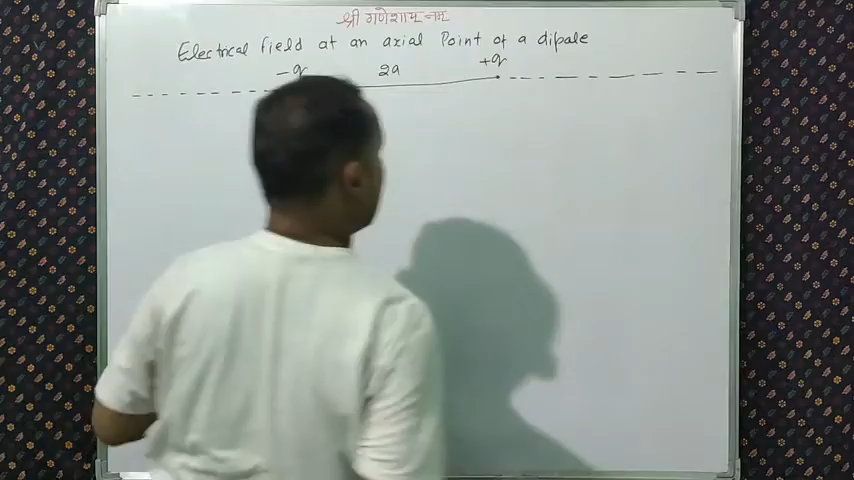 श्री गणेशाय नमः
Electrical field at an axial Point of a dipole
-q 2a +q